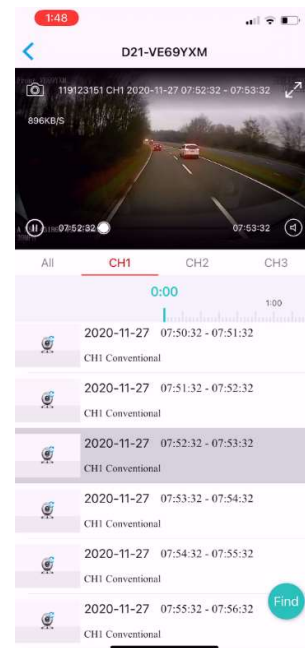 1:48
D21-VE69YXM
119123151 CH1 2020-11-27 07:52:32 - 07:53:32
896KB/S
07:52:32
07:53:32
All CH1 CH2 CH3
0:00
1:00
2020-11-27 07:50:32 - 07:51:32
CH1 Conventional
2020-11-27 07:51:32 - 07:52:32
CH1 Conventional
2020-11-27 07:52:32 - 07:53:32
CH1 Conventional
2020-11-27 07:53:32 - 07:54:32
CH1 Conventional
2020-11-27 07:54:32 - 07:55:32
CH1 Conventional
2020-11-27 07:55:32 - 07:56:32
CH1 Conventional
Find